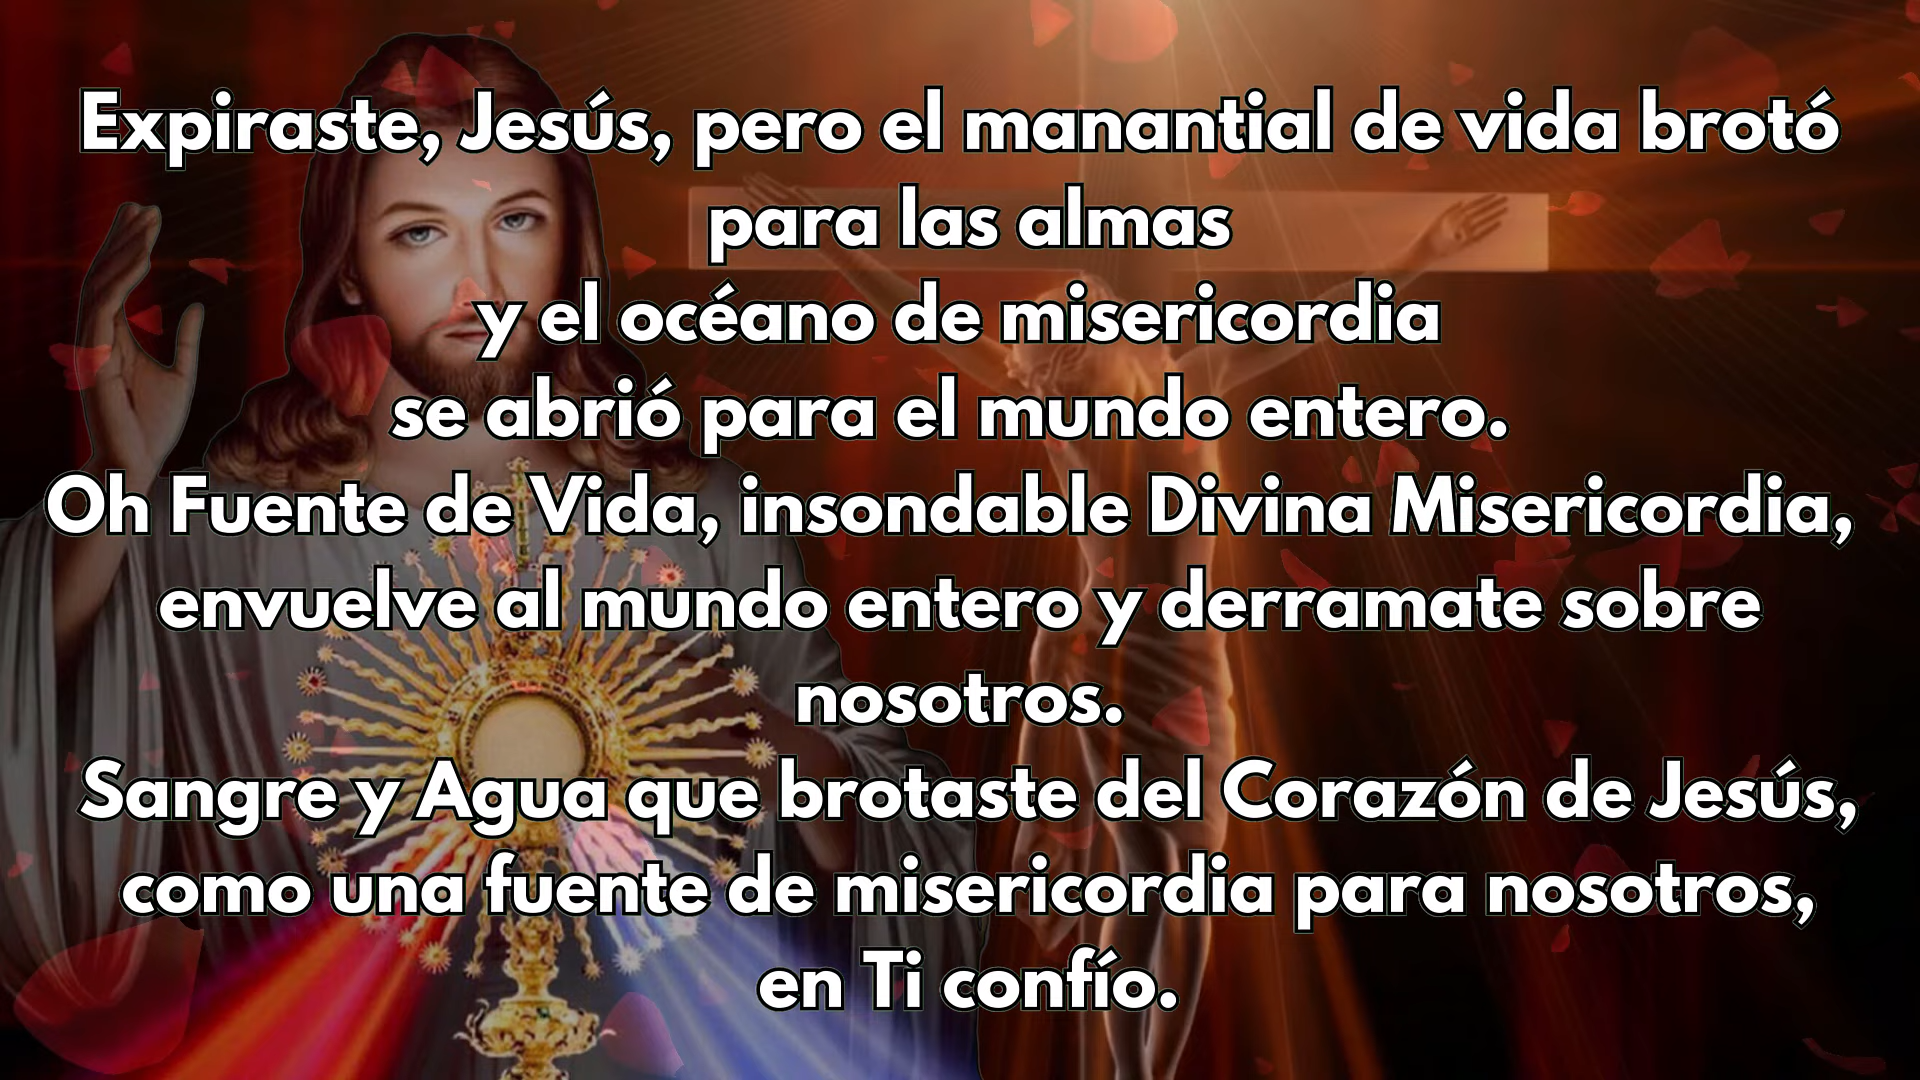 Expiraste, Jesús, pero el manantial de vida brotó
para las almas
y el océano de misericordia
se abrió para el mundo entero.
Oh Fuente de Vida, insondable Divina Misericordia,
envuelve al mundo entero y derramate sobre
nosotros.
Sangre y Agua que brotaste del Corazón de Jesús,
como una fuente de misericordia para nosotros,
en Ti confío.